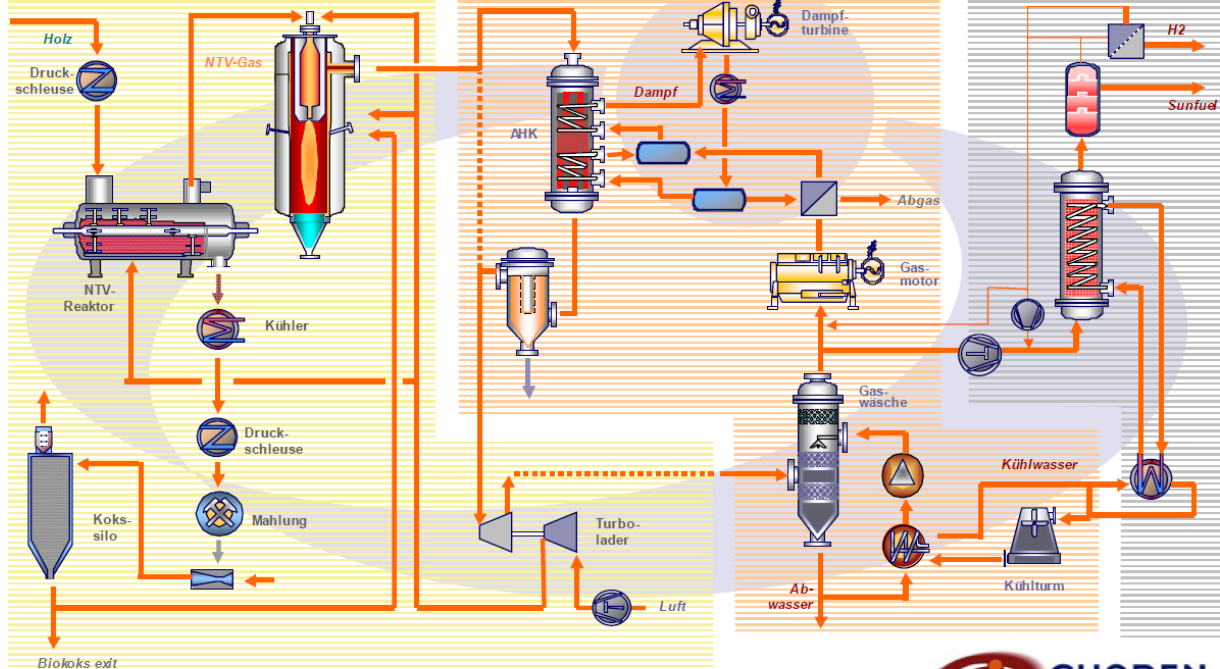 Holz
Druck-
schleuse
NTV-Gas
NTV-
Reaktor
Kühler
Druck-
schleuse
Mahlung
Koks-
silo
Biokoks exit
AHK
Dampf
Dampf-
turbine
Abgas
Gas-
motor
Gas-
wäsche
Turbo-
lader
Luft
Ab-
wasser
Kühlwasser
Kühlturm
H2
Sunfuel
CHOREN